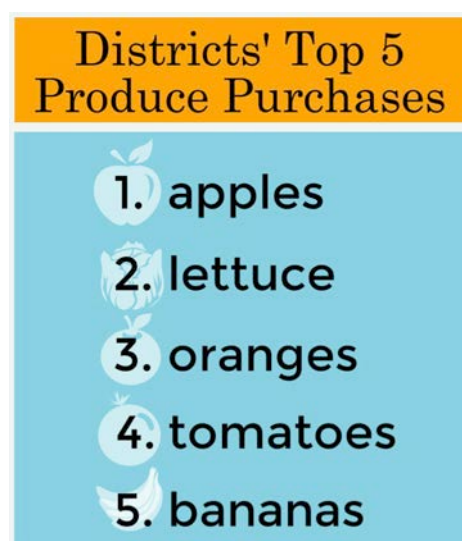 Districts' Top 5
Produce Purchases
1. apples
2. lettuce
3. oranges
4. tomatoes
5. bananas